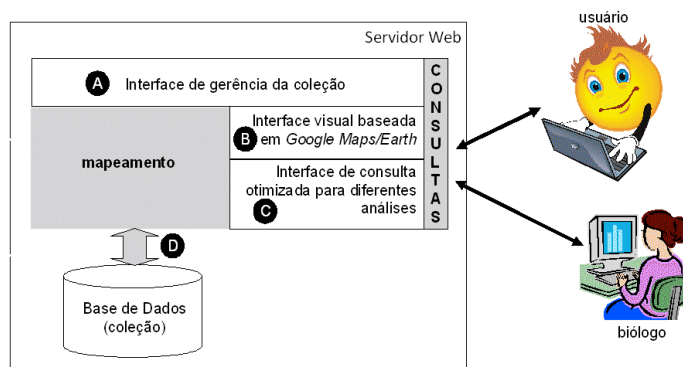 usuário
Servidor Web
A Interface de gerência da coleção
CONSULTAS
mapeamento
Interface visual baseada
B em Google Maps/Earth
Interface de consulta
otimizada para diferentes
C análises
D
Base de Dados
(coleção)
biólogo